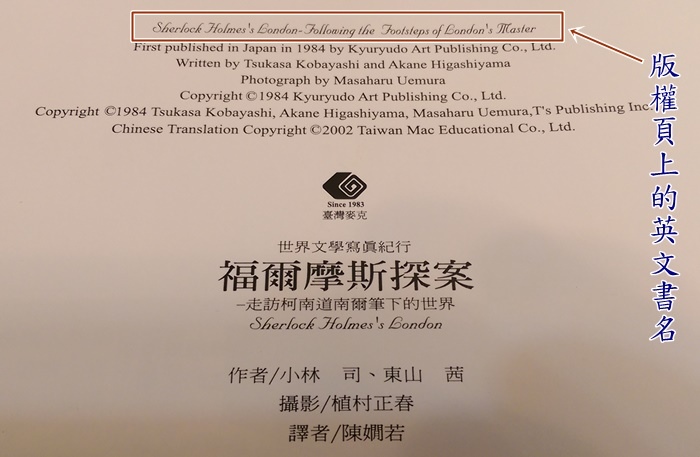 Sherlock Holmes's London-Following the Footsteps of London's Master
First published in Japan in 1984 by Kyuryudo Art Publishing Co., Ltd.
Written by Tsukasa Kobayashi and Akane Higashiyama
Photograph by Masaharu Uemura
Copyright ©1984 Kyuryudo Art Publishing Co., Ltd.
Copyright ©1984 Tsukasa Kobayashi, Akane Higashiyama, Masaharu Uemura,T's Publishing Inc.
Chinese Translation Copyright ©2002 Taiwan Mac Educational Co., Ltd.
Since 1983
臺灣麥克
世界文學寫眞紀行
福爾摩斯探案
–走訪柯南道南爾筆下的世界
Sherlock Holmes's London
作者/小林　司、東山　茜
攝影/植村正春
譯者/陳嫺若
版權頁上的英文書名